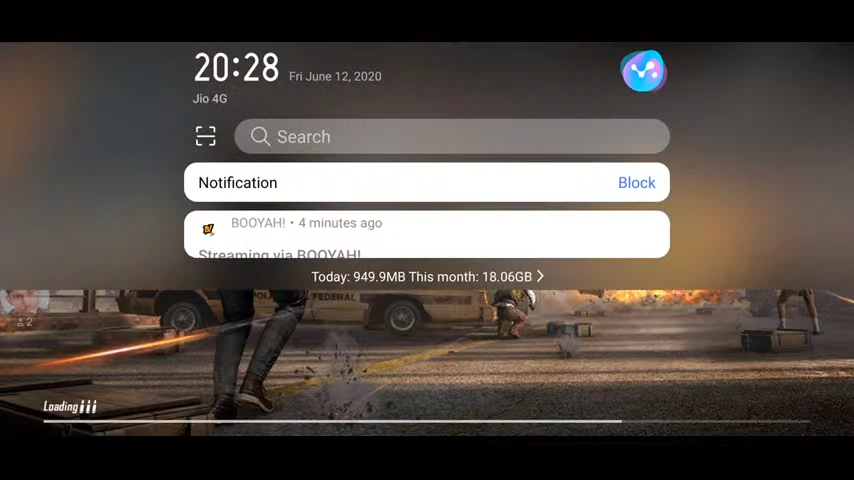 20:28 Fri June 12, 2020
Jio 4G
Search
Notification Block
BOOYAH! • 4 minutes ago
Streaming via BOOYAH!
Today: 949.9MB This month: 18.06GB
FEDERAL
2
Loading